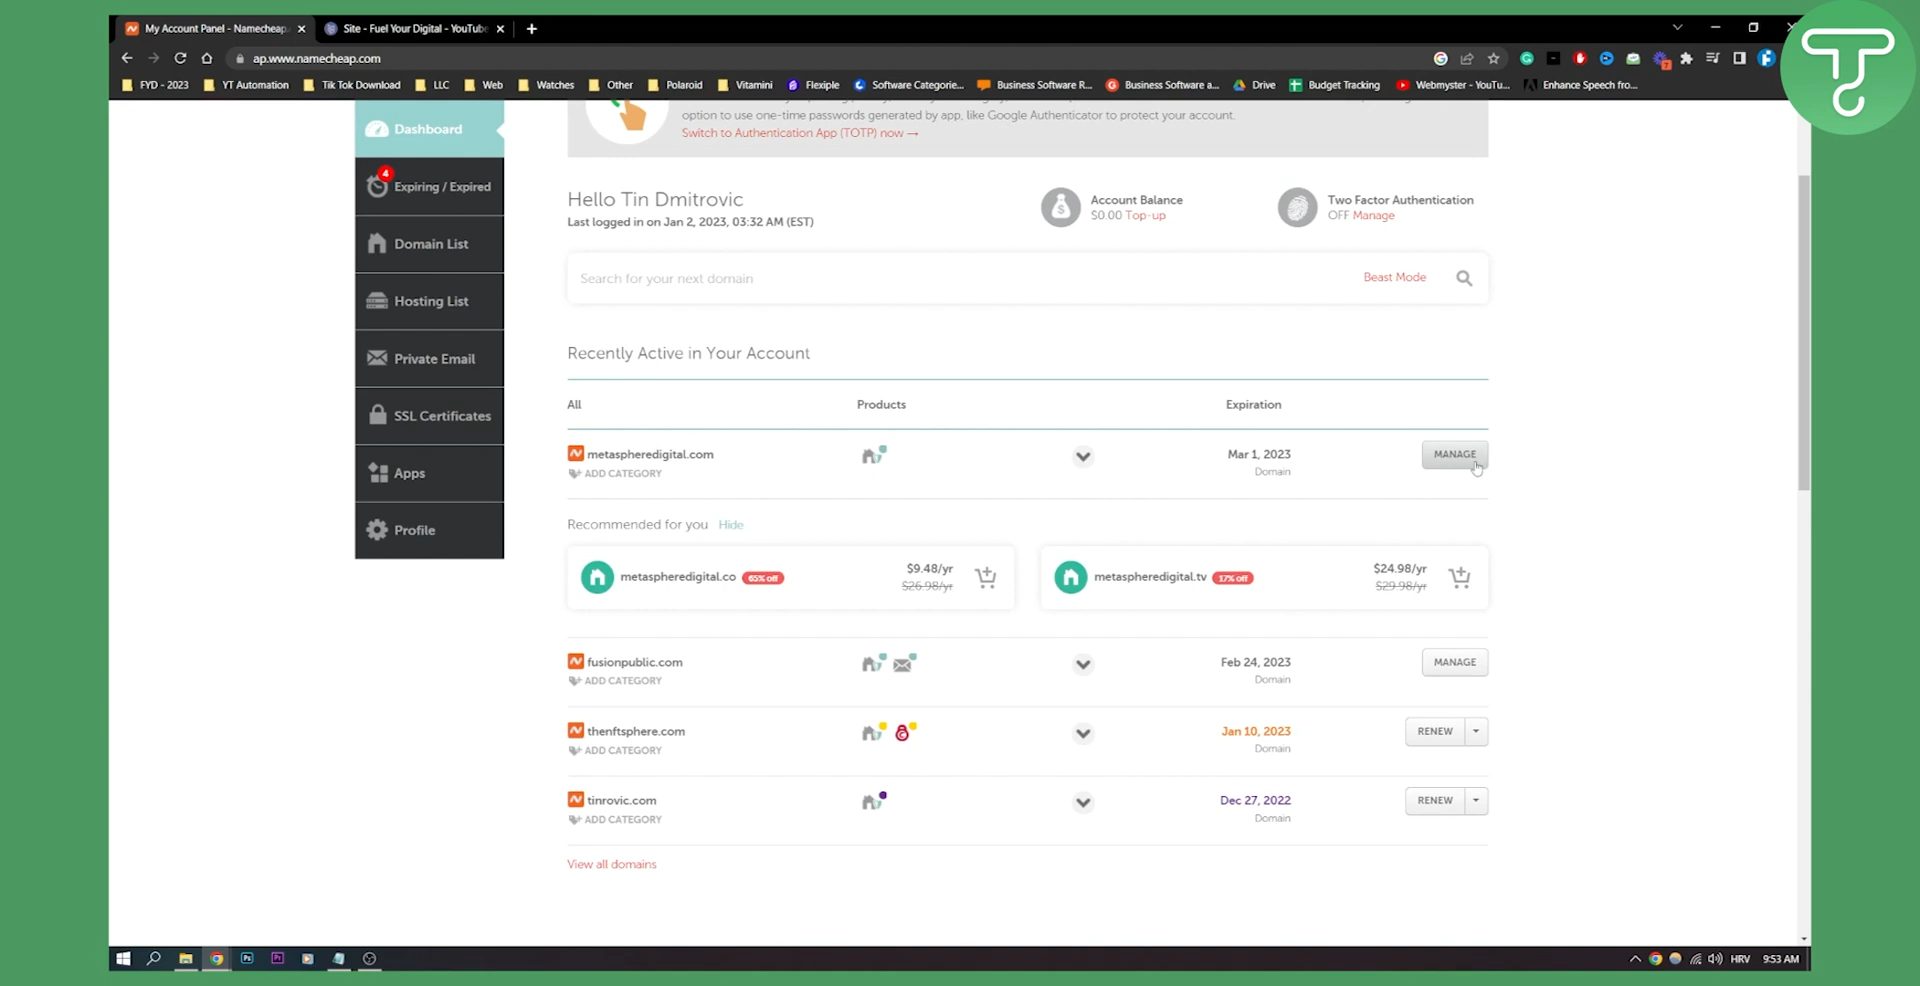 My Account Panel - Namecheap.
Site - Fuel Your Digital - YouTube
ap.www.namecheap.com
FYD - 2023
YT Automation
Tik Tok Download
LLC
Web
Watches
Other
Polaroid
Vitamini
Flexiple
Software Categorie...
Business Software R...
Business Software a...
Drive
Budget Tracking
Webmyster - YouTu...
Enhance Speech fro...
option to use one-time passwords generated by app, like Google Authenticator to protect your account.
Switch to Authentication App (TOTP) now →
Dashboard
4
Expiring / Expired
Domain List
Hosting List
Private Email
SSL Certificates
Apps
Profile
Hello Tin Dmitrovic
Last logged in on Jan 2, 2023, 03:32 AM (EST)
Account Balance
$0.00 Top-up
Two Factor Authentication
OFF Manage
Search for your next domain
Beast Mode
Recently Active in Your Account
All Products Expiration
metaspheredigital.com Mar 1, 2023 MANAGE
ADD CATEGORY Domain
Recommended for you Hide
metaspheredigital.co 65% off $9.48/yr
$26.98/yr
metaspheredigital.tv 17% off $24.98/yr
$29.98/yr
fusionpublic.com Feb 24, 2023 MANAGE
ADD CATEGORY Domain
thenftsphere.com Jan 10, 2023 RENEW
ADD CATEGORY Domain
tinrovic.com Dec 27, 2022 RENEW
ADD CATEGORY Domain
View all domains
HRV 9:53 AM